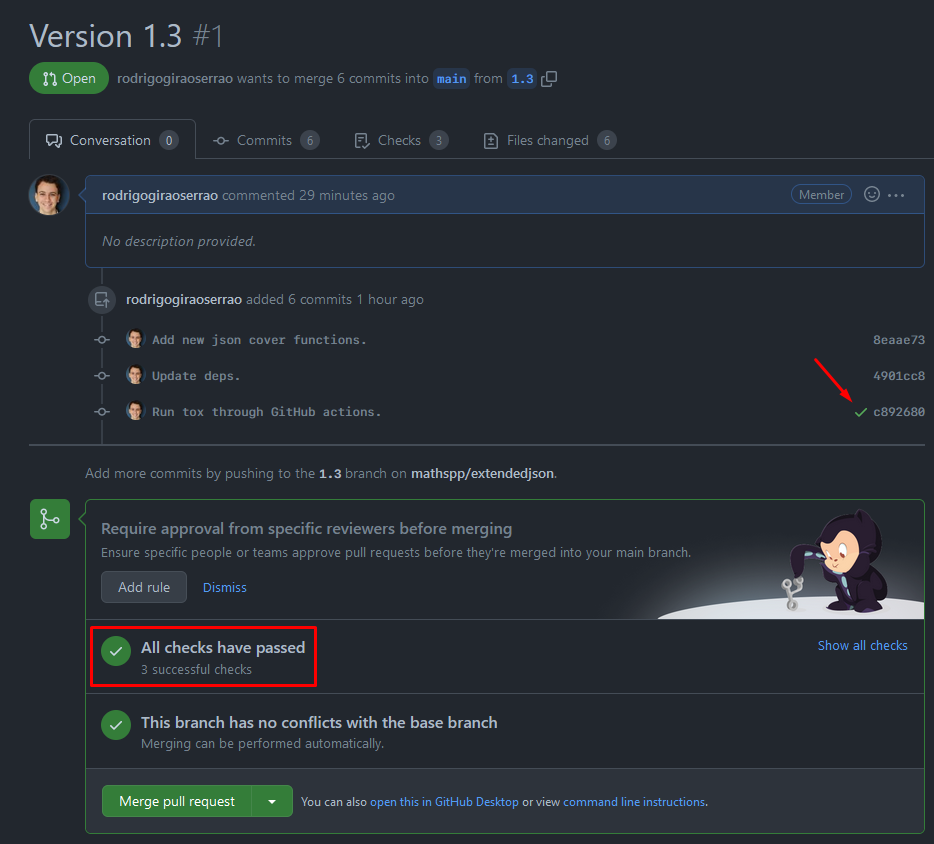 Version 1.3 #1
Open rodrigogiraoserrao wants to merge 6 commits into main from 1.3
Conversation 0 Commits 6 Checks 3 Files changed 6
rodrigogiraoserrao commented 29 minutes ago Member
No description provided.
rodrigogiraoserrao added 6 commits 1 hour ago
Add new json cover functions. 8eaae73
Update deps. 4901cc8
Run tox through GitHub actions. c892680
Add more commits by pushing to the 1.3 branch on mathspp/extendedjson.
Require approval from specific reviewers before merging
Ensure specific people or teams approve pull requests before they're merged into your main branch.
Add rule Dismiss
All checks have passed Show all checks
3 successful checks
This branch has no conflicts with the base branch
Merging can be performed automatically.
Merge pull request You can also open this in GitHub Desktop or view command line instructions.